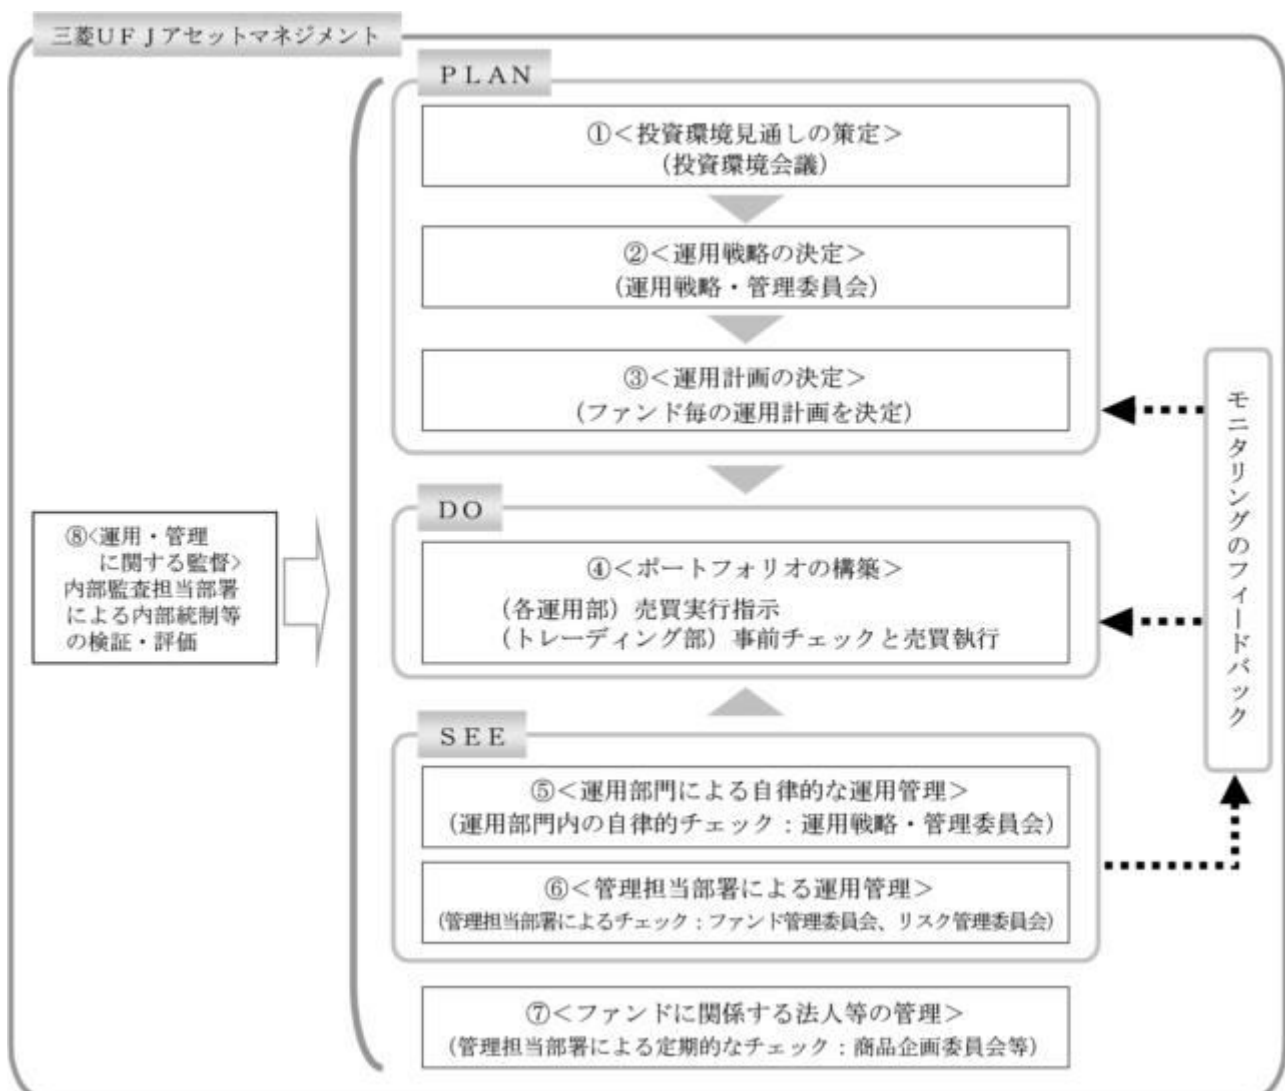 三菱ＵＦＪアセットマネジメント
ＰＬＡＮ
①＜投資環境見通しの策定＞
（投資環境会議）
②＜運用戦略の決定＞
（運用戦略・管理委員会）
③＜運用計画の決定＞
（ファンド毎の運用計画を決定）
ＤＯ
④＜ポートフォリオの構築＞
（各運用部）売買実行指示
（トレーディング部）事前チェックと売買執行
ＳＥＥ
⑤＜運用部門による自律的な運用管理＞
（運用部門内の自律的チェック：運用戦略・管理委員会）
⑥＜管理担当部署による運用管理＞
（管理担当部署によるチェック：ファンド管理委員会、リスク管理委員会）
⑦＜ファンドに関係する法人等の管理＞
（管理担当部署による定期的なチェック：商品企画委員会等）
⑧<運用・管理
に関する監督>
内部監査担当部署
による内部統制等
の検証・評価
モニタリングのフィードバック